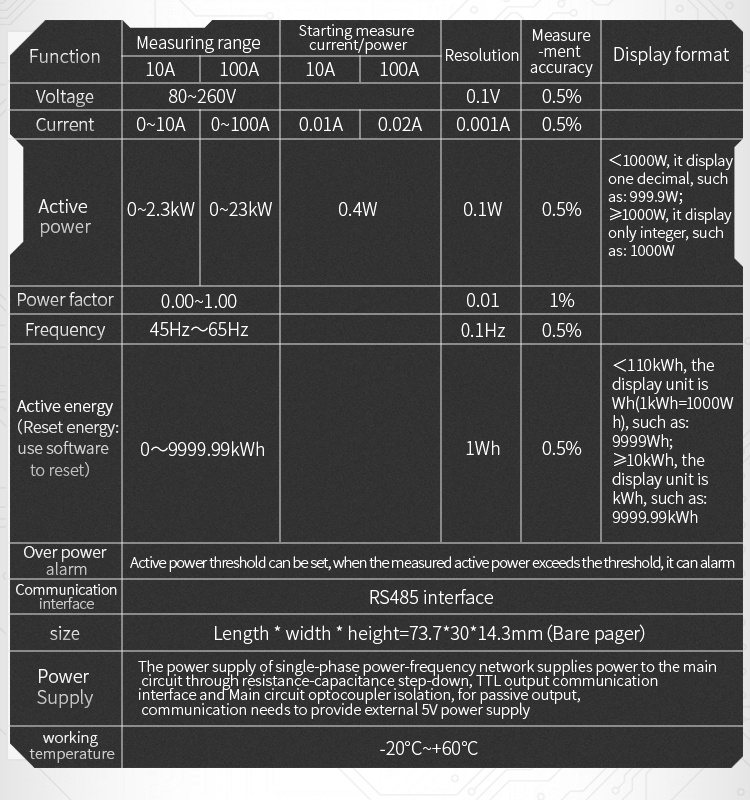 Function
Measuring range
10A
100A
Starting measure
current/power
10A
100A
Resolution
Measure
-ment
accuracy
Display format
Voltage
80~260V
0.1V
0.5%
Current
0~10A
0~100A
0.01A
0.02A
0.001A
0.5%
Active
power
0~2.3kW
0~23kW
0.4W
0.1W
0.5%
＜1000W, it display
one decimal, such
as: 999.9W;
≥1000W, it display
only integer, such
as: 1000W
Power factor
0.00~1.00
0.01
1%
Frequency
45Hz～65Hz
0.1Hz
0.5%
Active energy
（Reset energy:
use software
to reset）
0～9999.99kWh
1Wh
0.5%
＜110kWh, the
display unit is
Wh(1kWh=1000W
h), such as:
9999Wh;
≥10kWh, the
display unit is
kWh, such as:
9999.99kWh
Over power
alarm
Active power threshold can be set, when the measured active power exceeds the threshold, it can alarm
Communication
interface
RS485 interface
size
Length * width * height=73.7*30*14.3mm（Bare pager）
Power
Supply
The power supply of single-phase power-frequency network supplies power to the main
circuit through resistance-capacitance step-down, TTL output communication
interface and Main circuit optocoupler isolation, for passive output,
communication needs to provide external 5V power supply
working
temperature
-20°C~+60°C